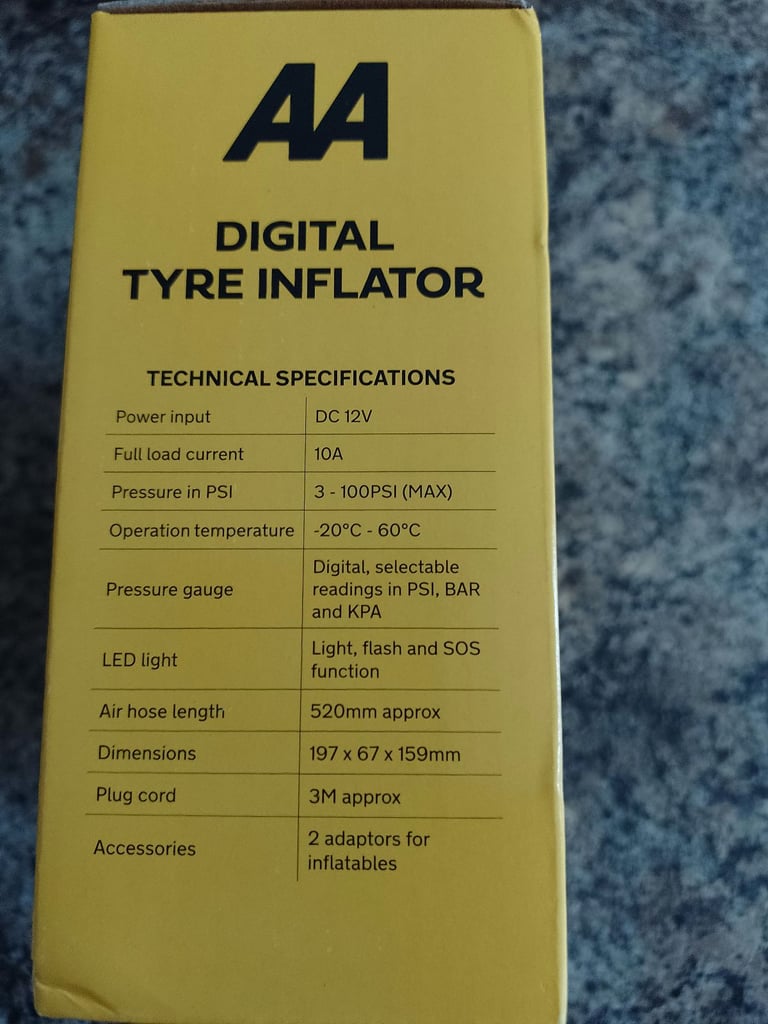 AA
DIGITAL
TYRE INFLATOR
TECHNICAL SPECIFICATIONS
Power input DC 12V
Full load current 10A
Pressure in PSI 3 - 100PSI (MAX)
Operation temperature -20°C - 60°C
Pressure gauge Digital, selectable
readings in PSI, BAR
and KPA
LED light Light, flash and SOS
function
Air hose length 520mm approx
Dimensions 197 x 67 x 159mm
Plug cord 3M approx
Accessories 2 adaptors for
inflatables